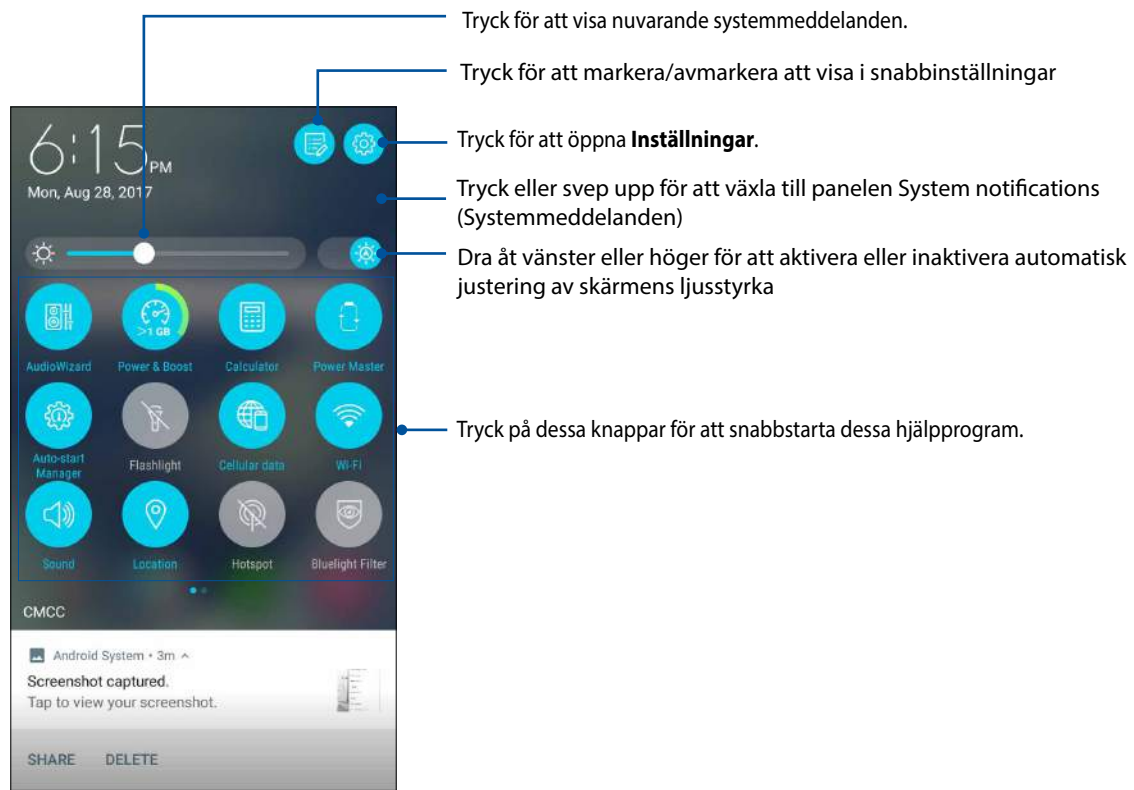 Tryck för att visa nuvarande systemmeddelanden.
Tryck för att markera/avmarkera att visa i snabbinställningar
Tryck för att öppna Inställningar.
Tryck eller svep upp för att växla till panelen System notifications
(Systemmeddelanden)
Dra åt vänster eller höger för att aktivera eller inaktivera automatisk
justering av skärmens ljusstyrka
Tryck på dessa knappar för att snabbstarta dessa hjälpprogram.
6:15 PM
Mon, Aug 28, 2017
>1 GB
AudioWizard Power & Boost Calculator Power Master
Auto-start
Manager Flashlight Cellular data Wi-Fi
Sound Location Hotspot Bluelight Filter
CMCC
Android System • 3m
Screenshot captured.
Tap to view your screenshot.
SHARE DELETE